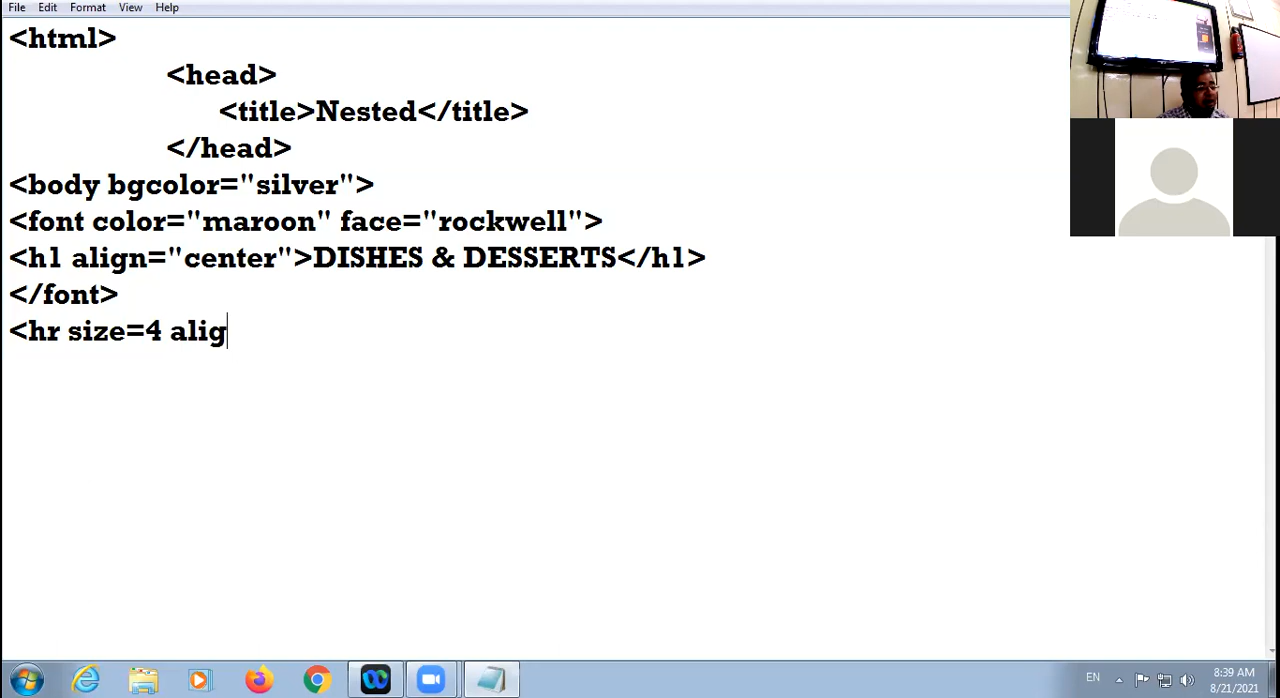 File Edit Format View Help
<html>
<head>
<title>Nested</title>
</head>
<body bgcolor="silver">
<font color="maroon" face="rockwell">
<h1 align="center">DISHES & DESSERTS</h1>
</font>
<hr size=4 alig
EN
8:39 AM
8/21/2021